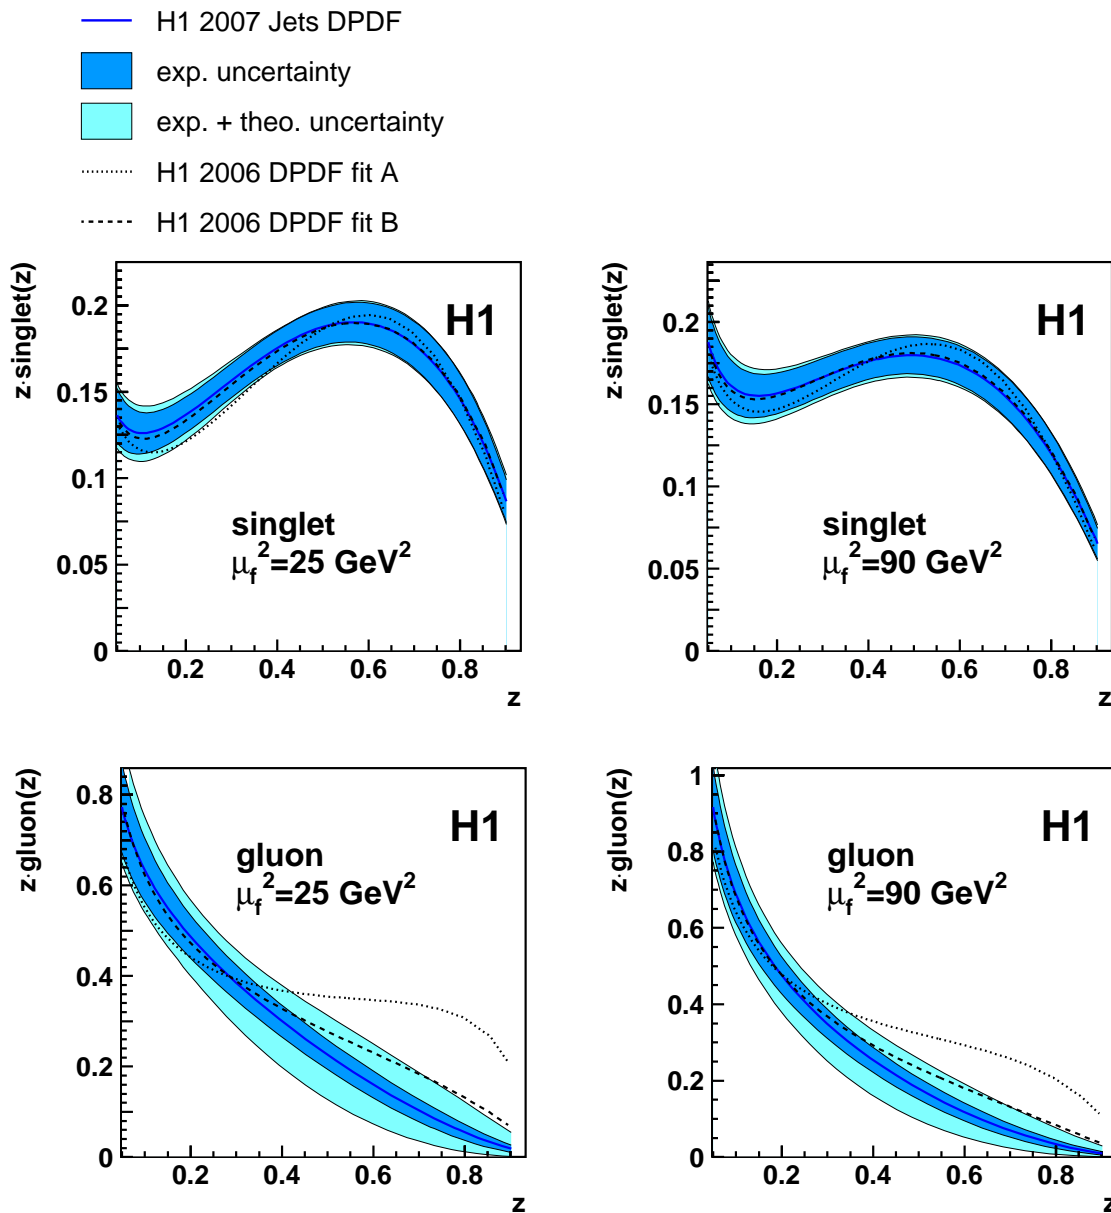 H1 2007 Jets DPDF
exp. uncertainty
exp. + theo. uncertainty
H1 2006 DPDF fit A
H1 2006 DPDF fit B
z·singlet(z)
0.2
0.15
0.1
0.05
0
H1
singlet
μf²=25 GeV²
0.2 0.4 0.6 0.8
z
z·singlet(z)
0.2
0.15
0.1
0.05
0
H1
singlet
μf²=90 GeV²
0.2 0.4 0.6 0.8
z
z·gluon(z)
0.8
0.6
0.4
0.2
0
H1
gluon
μf²=25 GeV²
0.2 0.4 0.6 0.8
z
z·gluon(z)
1
0.8
0.6
0.4
0.2
0
H1
gluon
μf²=90 GeV²
0.2 0.4 0.6 0.8
z